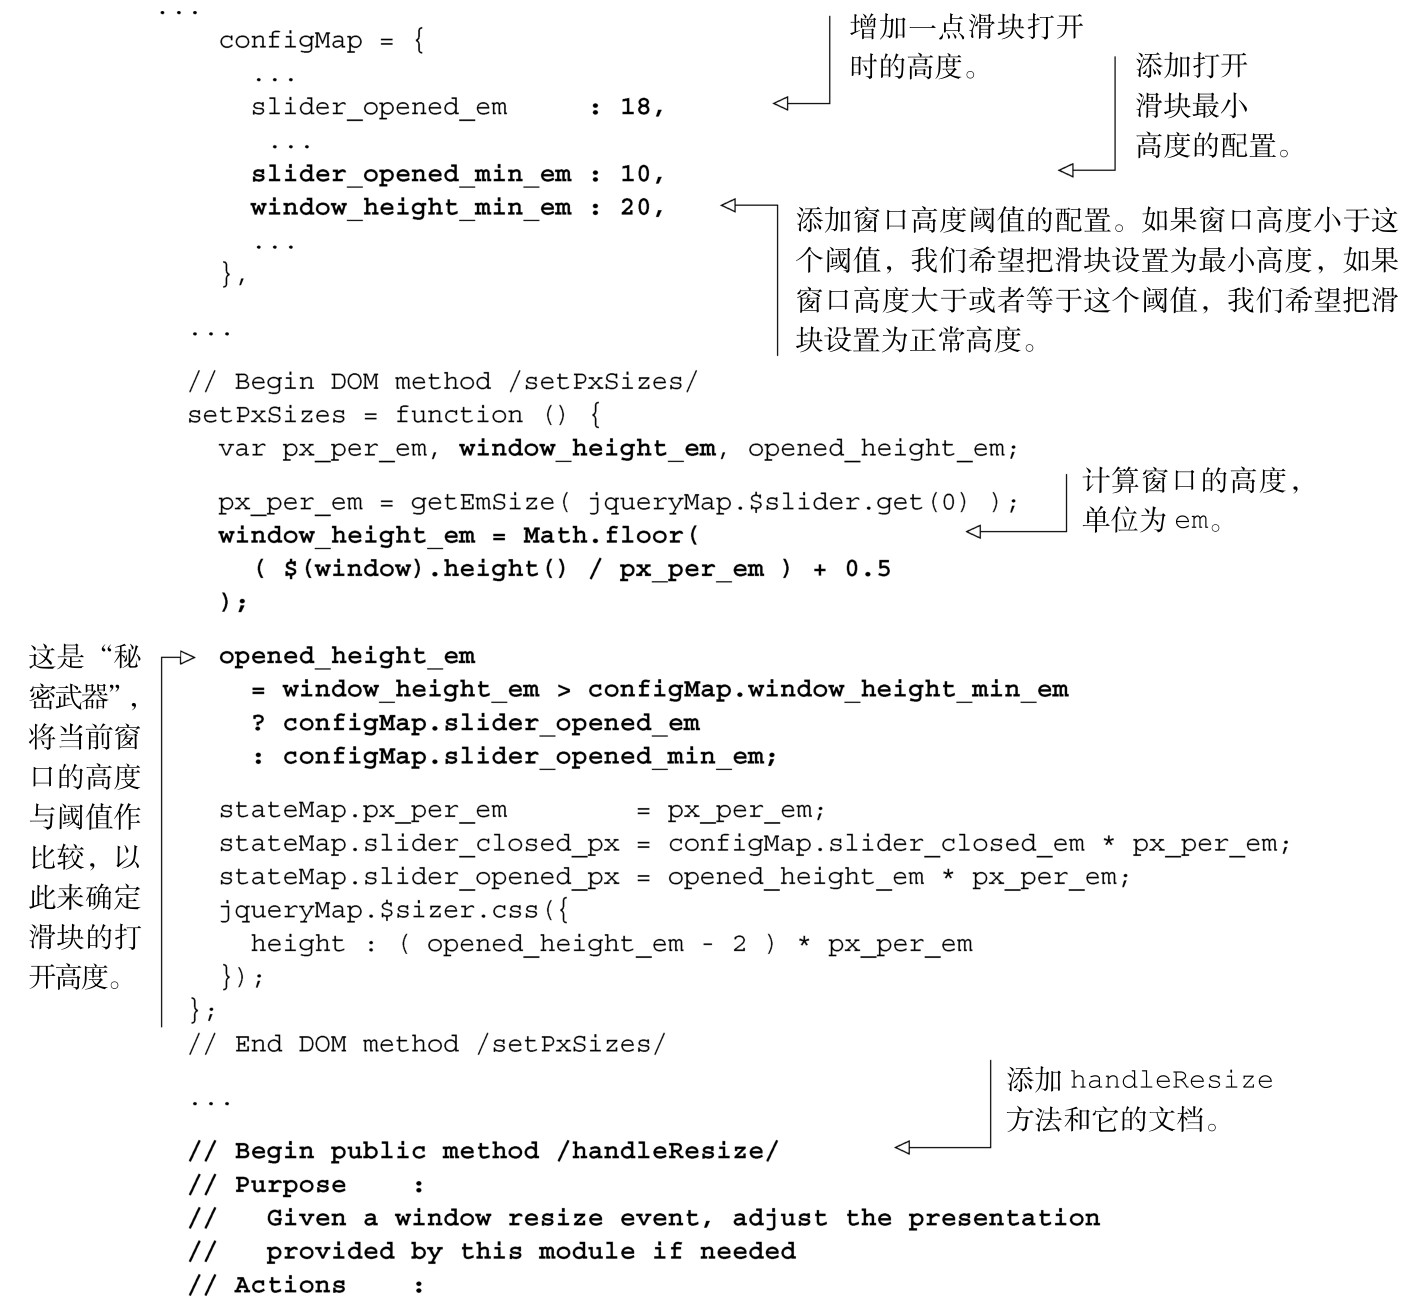 ...
configMap = {
...
slider_opened_em     : 18,
增加一点滑块打开
时的高度。
...
slider_opened_min_em : 10,
添加打开
滑块最小
高度的配置。
window_height_min_em : 20,
添加窗口高度阈值的配置。如果窗口高度小于这
个阈值，我们希望把滑块设置为最小高度，如果
窗口高度大于或者等于这个阈值，我们希望把滑
块设置为正常高度。
...
},
...
// Begin DOM method /setPxSizes/
setPxSizes = function () {
var px_per_em, window_height_em, opened_height_em;
px_per_em = getEmSize( jqueryMap.$slider.get(0) );
window_height_em = Math.floor(
( $(window).height() / px_per_em ) + 0.5
);
计算窗口的高度，
单位为 em。
opened_height_em
= window_height_em > configMap.window_height_min_em
? configMap.slider_opened_em
: configMap.slider_opened_min_em;
这是“秘
密武器”，
将当前窗
口的高度
与阈值作
比较，以
此来确定
滑块的打
开高度。
stateMap.px_per_em        = px_per_em;
stateMap.slider_closed_px = configMap.slider_closed_em * px_per_em;
stateMap.slider_opened_px = opened_height_em * px_per_em;
jqueryMap.$sizer.css({
height : ( opened_height_em - 2 ) * px_per_em
});
};
// End DOM method /setPxSizes/
...
添加 handleResize
方法和它的文档。
// Begin public method /handleResize/
// Purpose    :
//   Given a window resize event, adjust the presentation
//   provided by this module if needed
// Actions    :